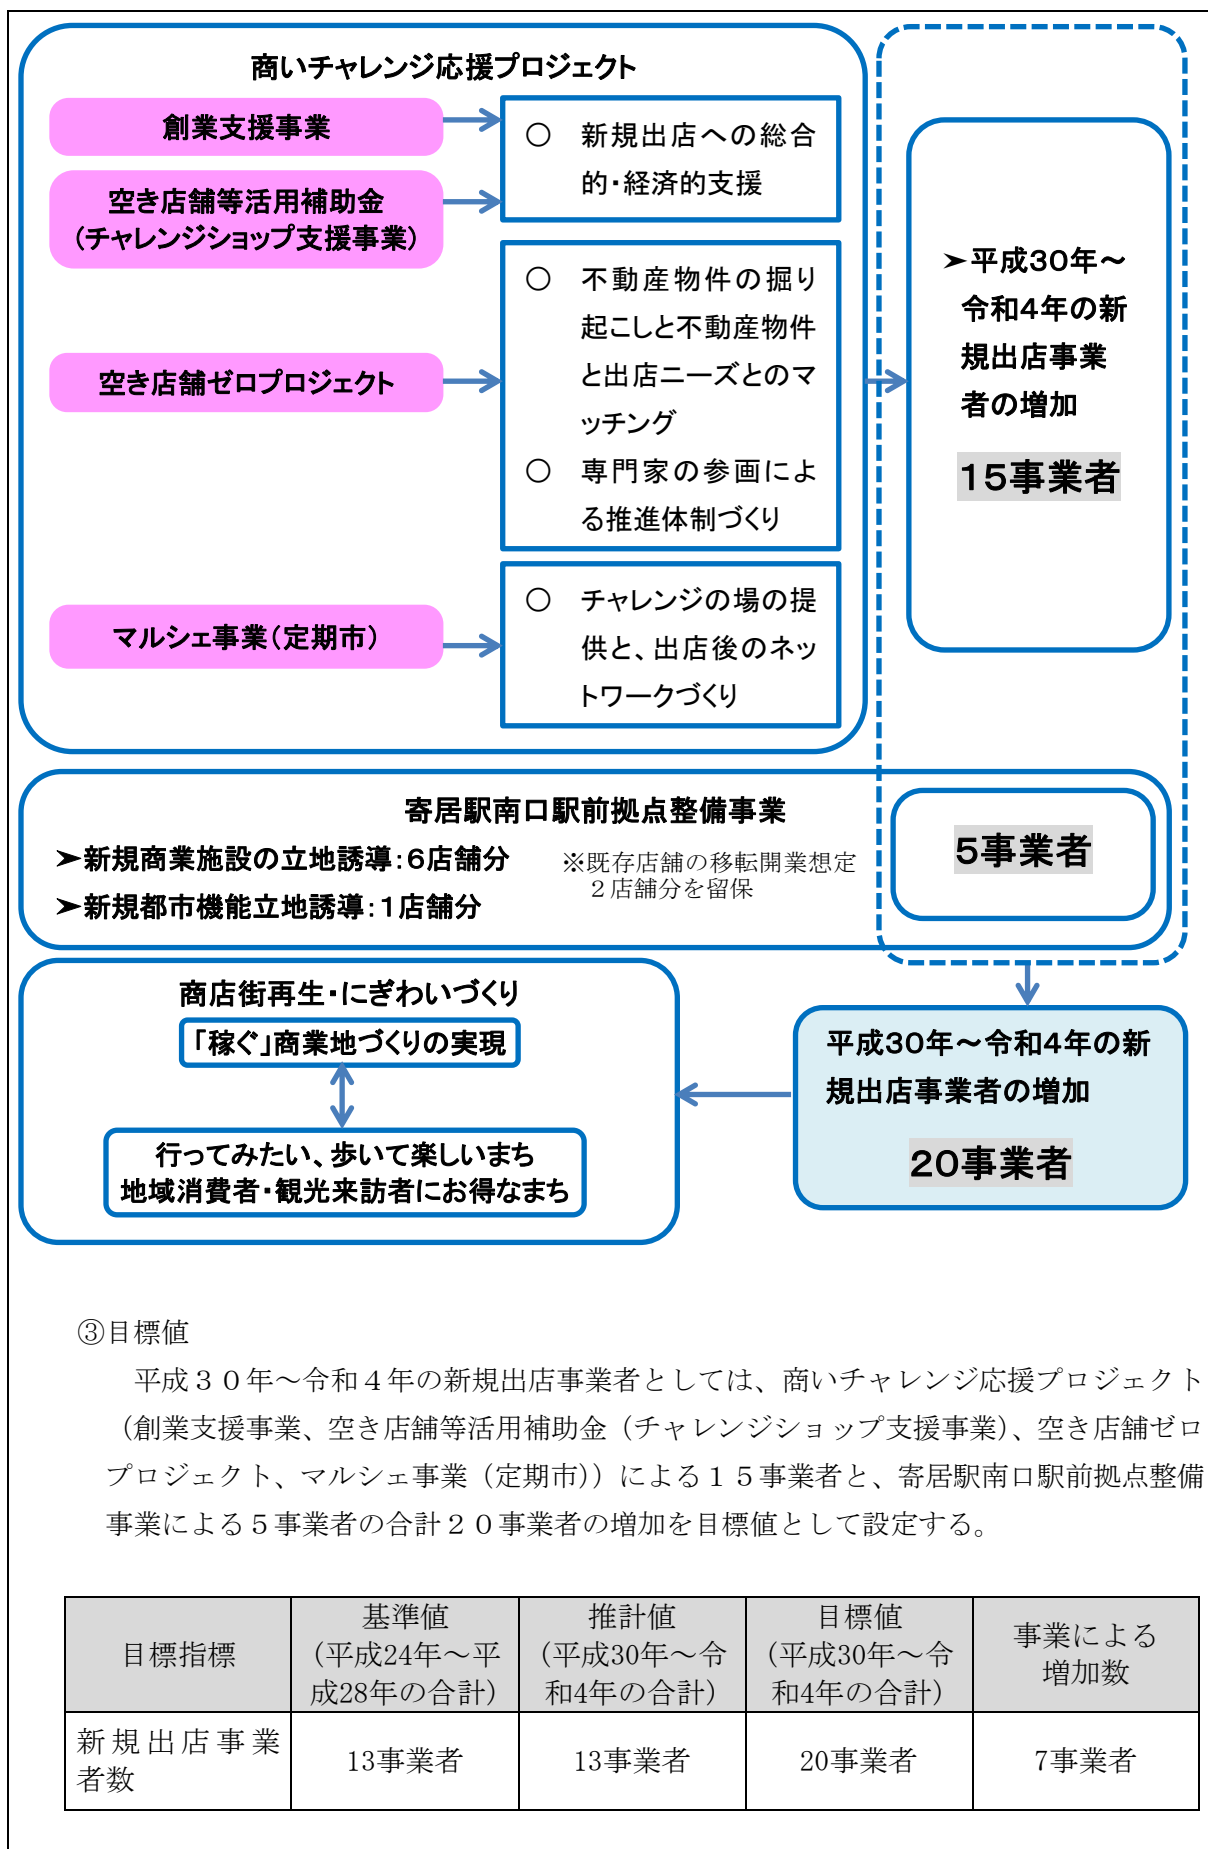 商いチャレンジ応援プロジェクト
創業支援事業
空き店舗等活用補助金
(チャレンジショップ支援事業)
空き店舗ゼロプロジェクト
マルシェ事業(定期市)
○ 新規出店への総合
的・経済的支援
○ 不動産物件の掘り
起こしと不動産物件
と出店ニーズとのマ
ッチング
○ 専門家の参画によ
る推進体制づくり
○ チャレンジの場の提
供と、出店後のネッ
トワークづくり
➢平成30年～
令和4年の新
規出店事業
者の増加
15事業者
寄居駅南口駅前拠点整備事業
➢新規商業施設の立地誘導:6店舗分
➢新規都市機能立地誘導:1店舗分
※既存店舗の移転開業想定
2店舗分を留保
5事業者
商店街再生・にぎわいづくり
「稼ぐ」商業地づくりの実現
行ってみたい、歩いて楽しいまち
地域消費者・観光来訪者にお得なまち
平成30年～令和4年の新
規出店事業者の増加
20事業者
③目標値
平成３０年～令和４年の新規出店事業者としては、商いチャレンジ応援プロジェクト
（創業支援事業、空き店舗等活用補助金（チャレンジショップ支援事業）、空き店舗ゼロ
プロジェクト、マルシェ事業（定期市））による１５事業者と、寄居駅南口駅前拠点整備
事業による５事業者の合計２０事業者の増加を目標値として設定する。
目標指標
基準値
（平成24年～平
成28年の合計）
推計値
（平成30年～令
和4年の合計）
目標値
（平成30年～令
和4年の合計）
事業による
増加数
新規出店事業
者数
13事業者
13事業者
20事業者
7事業者